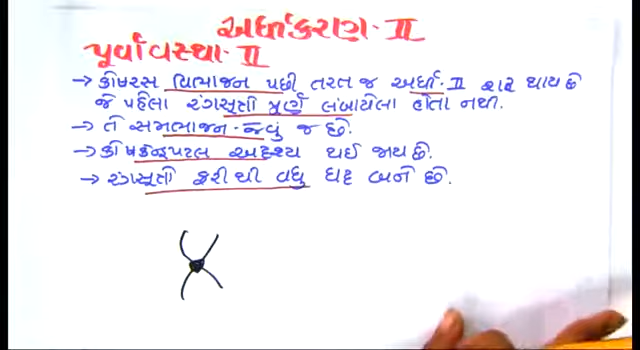 અર્ધીકરણ-II
પૂર્વાવસ્થા-II
→ કોષરસ વિભાજન પછી તરત જ અર્ધી-II શરૂ થાય છે
જે પહેલા રંગસૂત્રો પૂર્ણ લંબાયેલા હોતા નથી.
→ તે સમભાજન-જેવું જ છે.
→ કોષકેન્દ્રપટલ અદૃશ્ય થઈ જાય છે.
→ રંગસૂત્રો ફરીથી વધુ ઘટ્ટ બને છે.